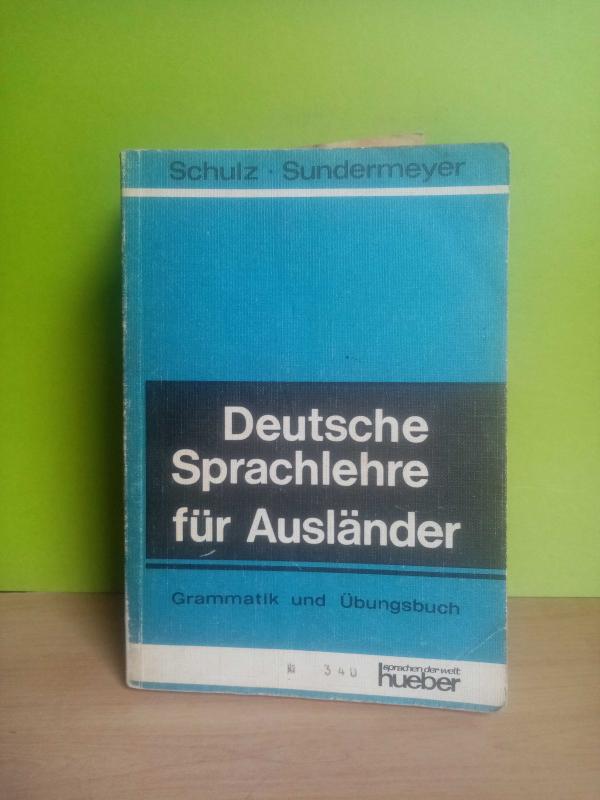 Schulz · Sundermeyer
Deutsche
Sprachlehre
für Ausländer
Grammatik und Übungsbuch
340
sprachen der welt
hueber